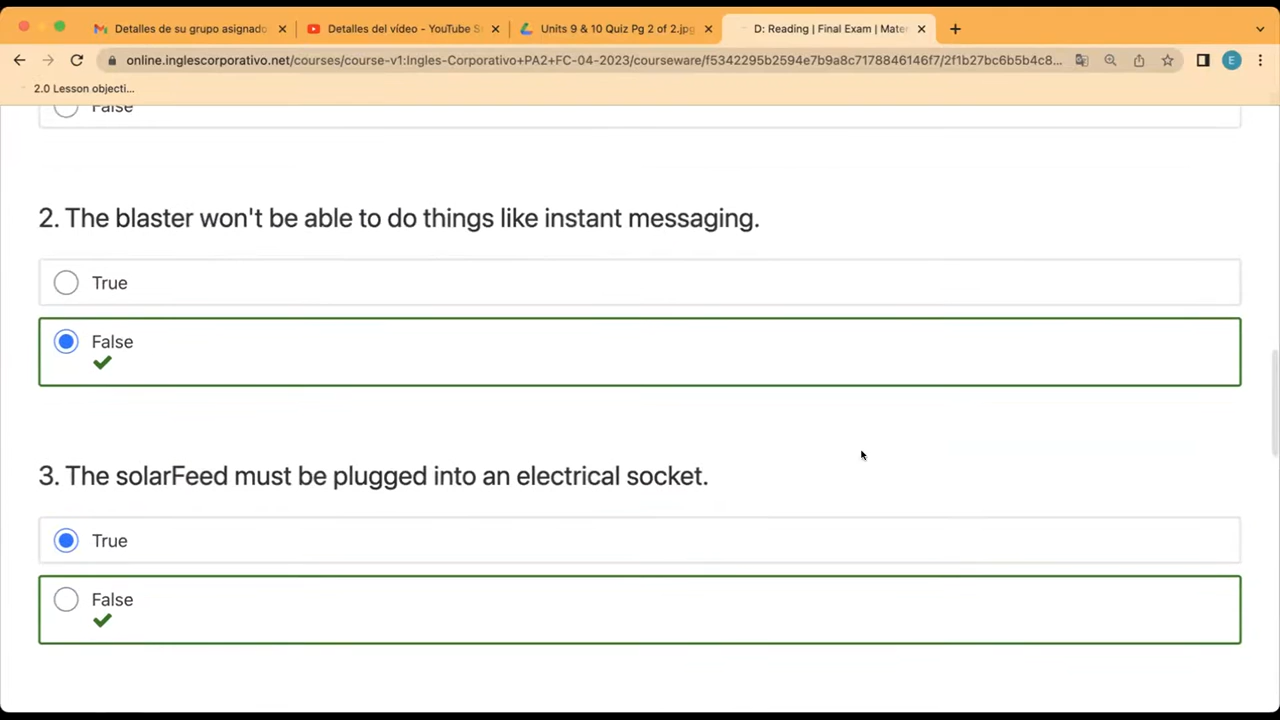 Detalles de su grupo asignado
Detalles del vídeo - YouTube S
Units 9 & 10 Quiz Pg 2 of 2.jpg
D: Reading | Final Exam | Mater
online.inglescorporativo.net/courses/course-v1:Ingles-Corporativo+PA2+FC-04-2023/courseware/f5342295b2594e7b9a8c7178846146f7/2f1b27bc6b5b4c8...
E
2.0 Lesson objecti...
False
2. The blaster won't be able to do things like instant messaging.
True
False
3. The solarFeed must be plugged into an electrical socket.
True
False